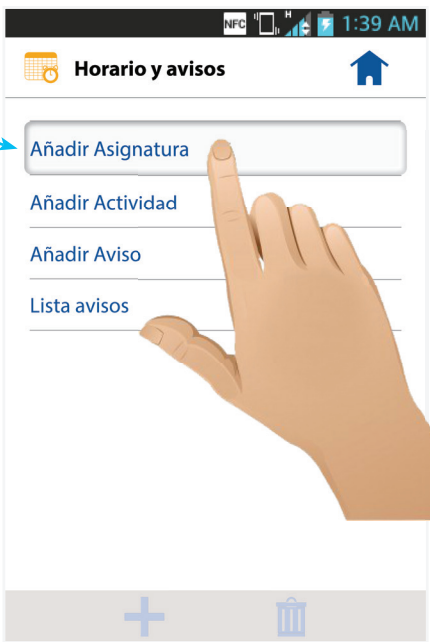 NFC H 1:39 AM
Horario y avisos
Añadir Asignatura
Añadir Actividad
Añadir Aviso
Lista avisos